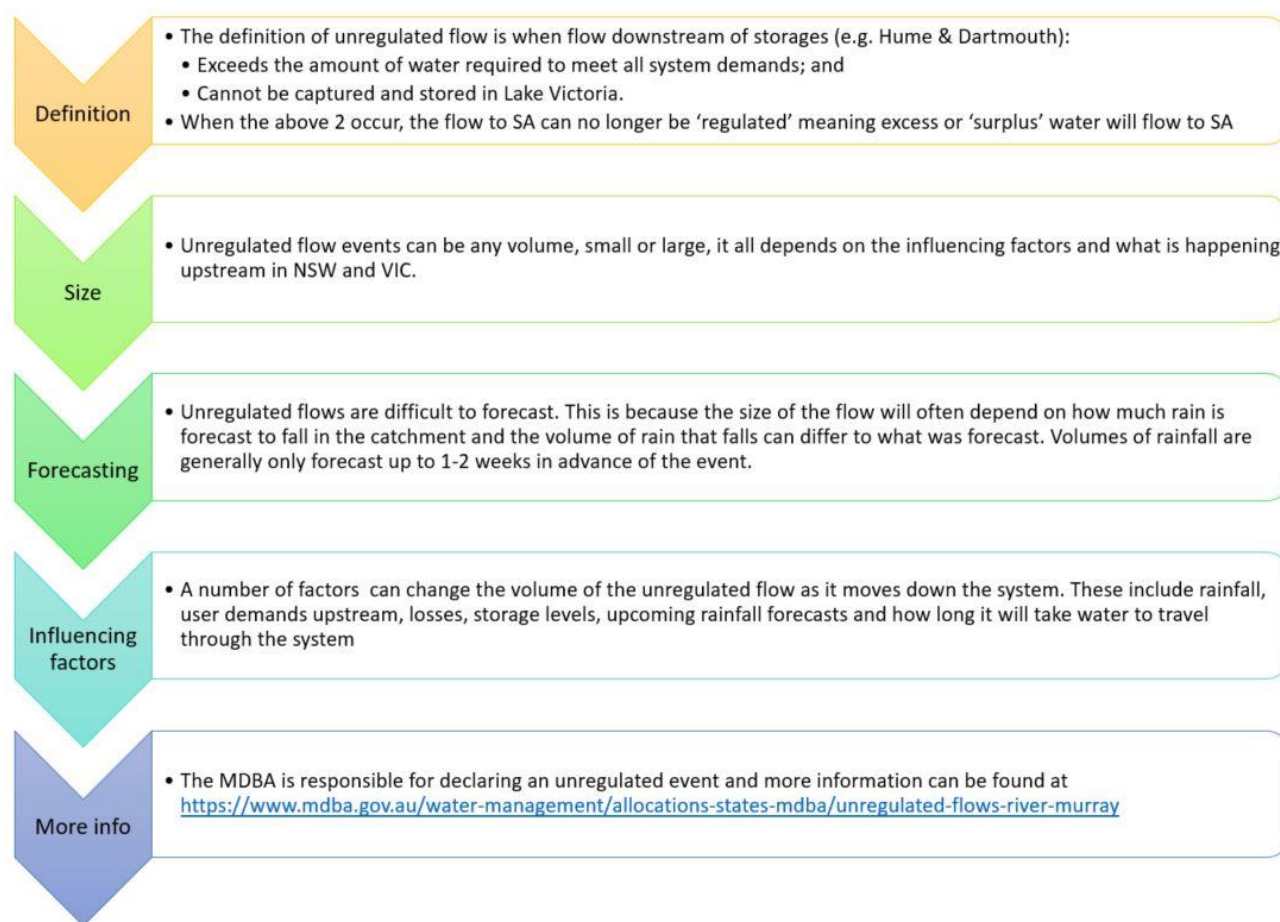 Definition
• The definition of unregulated flow is when flow downstream of storages (e.g. Hume & Dartmouth):
• Exceeds the amount of water required to meet all system demands; and
• Cannot be captured and stored in Lake Victoria.
• When the above 2 occur, the flow to SA can no longer be ‘regulated’ meaning excess or ‘surplus’ water will flow to SA
Size
• Unregulated flow events can be any volume, small or large, it all depends on the influencing factors and what is happening
upstream in NSW and VIC.
Forecasting
• Unregulated flows are difficult to forecast. This is because the size of the flow will often depend on how much rain is
forecast to fall in the catchment and the volume of rain that falls can differ to what was forecast. Volumes of rainfall are
generally only forecast up to 1-2 weeks in advance of the event.
Influencing
factors
• A number of factors can change the volume of the unregulated flow as it moves down the system. These include rainfall,
user demands upstream, losses, storage levels, upcoming rainfall forecasts and how long it will take water to travel
through the system
More info
• The MDBA is responsible for declaring an unregulated event and more information can be found at
https://www.mdba.gov.au/water-management/allocations-states-mdba/unregulated-flows-river-murray